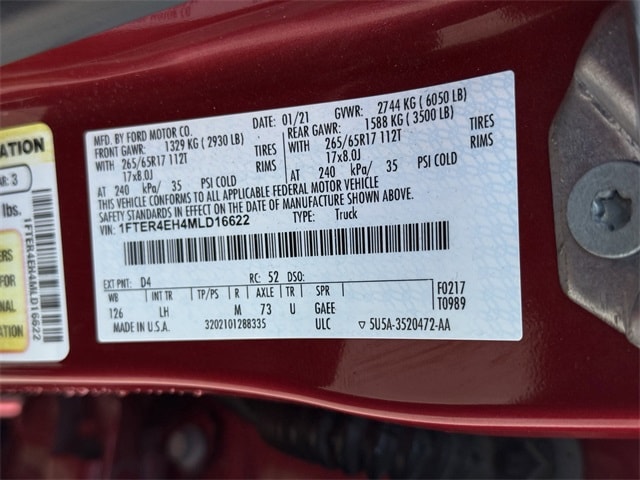 ATION
AR: 3
lbs.
ERS
FOR
NAL
ATION
1FTER4EH4MLD16622
MFD. BY FORD MOTOR CO.
DATE: 01/21 GVWR: 2744 KG ( 6050 LB)
FRONT GAWR: 1329 KG ( 2930 LB)
REAR GAWR: 1588 KG ( 3500 LB)
WITH 265/65R17 112T TIRES
WITH 265/65R17 112T TIRES
17x8.0J RIMS
17x8.0J RIMS
AT 240 kPa/ 35 PSI COLD
AT 240 kPa/ 35 PSI COLD
THIS VEHICLE CONFORMS TO ALL APPLICABLE FEDERAL MOTOR VEHICLE
SAFETY STANDARDS IN EFFECT ON THE DATE OF MANUFACTURE SHOWN ABOVE.
VIN: 1FTER4EH4MLD16622 TYPE: Truck
EXT PNT: D4 RC: 52 DSO: F0217
WB INT TR TP/PS R AXLE TR SPR T0989
126 LH M 73 U GAEE
MADE IN U.S.A. 3202101288335 ULC ▽ 5U5A-3520472-AA